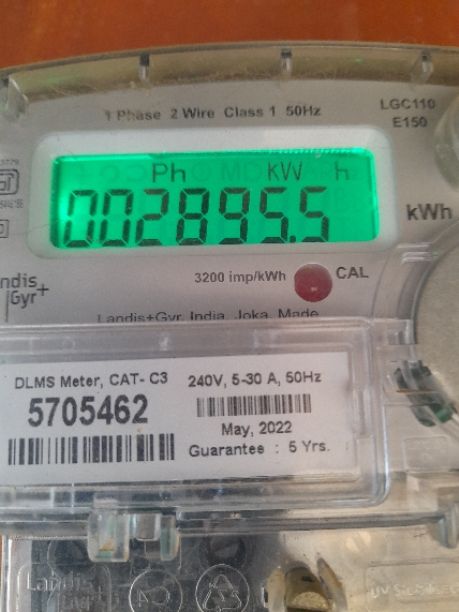 1 Phase 2 Wire Class 1 50Hz
LGC110
E150
Ph KW h
002895.5
kWh
3200 imp/kWh
CAL
ndis
Gyr+
Landis+Gyr, India, Joka, Made
DLMS Meter, CAT- C3
5705462
240V, 5-30 A, 50Hz
May, 2022
Guarantee : 5 Yrs.
Landis